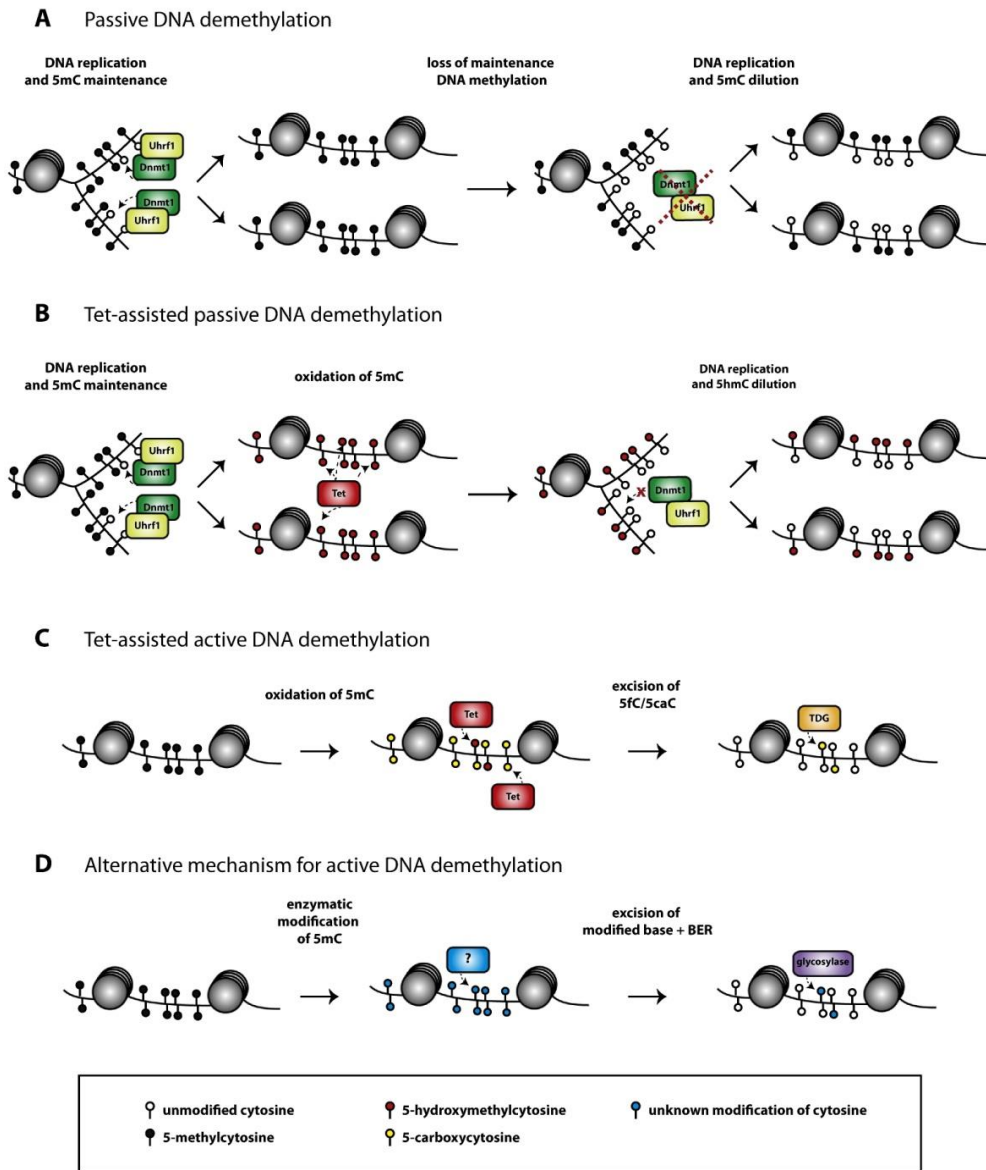 A Passive DNA demethylation
DNA replication
and 5mC maintenance
loss of maintenance
DNA methylation
DNA replication
and 5mC dilution
Uhrf1
Dnmt1
Dnmt1
Uhrf1
Dnmt1
Uhrf1
B Tet-assisted passive DNA demethylation
DNA replication
and 5mC maintenance
oxidation of 5mC
DNA replication
and 5hmC dilution
Uhrf1
Dnmt1
Dnmt1
Uhrf1
Tet
x
Dnmt1
Uhrf1
C Tet-assisted active DNA demethylation
oxidation of 5mC
excision of
5fC/5caC
Tet
Tet
TDG
D Alternative mechanism for active DNA demethylation
enzymatic
modification
of 5mC
excision of
modified base + BER
?
glycosylase
unmodified cytosine
5-hydroxymethylcytosine
unknown modification of cytosine
5-methylcytosine
5-carboxycytosine